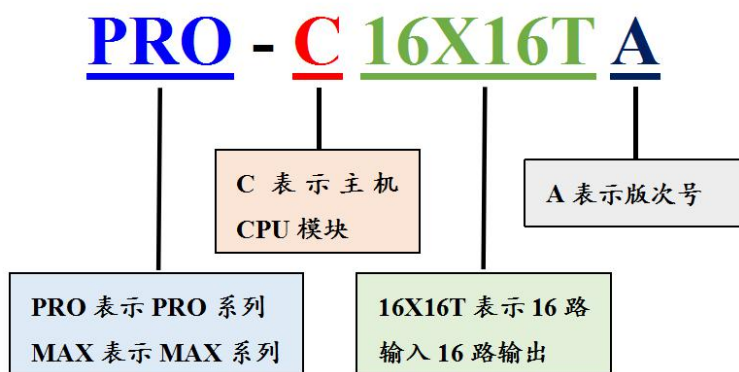 PRO - C 16X16T A
C 表示主机
CPU 模块
A 表示版次号
PRO 表示 PRO 系列
MAX 表示 MAX 系列
16X16T 表示 16 路
输入 16 路输出